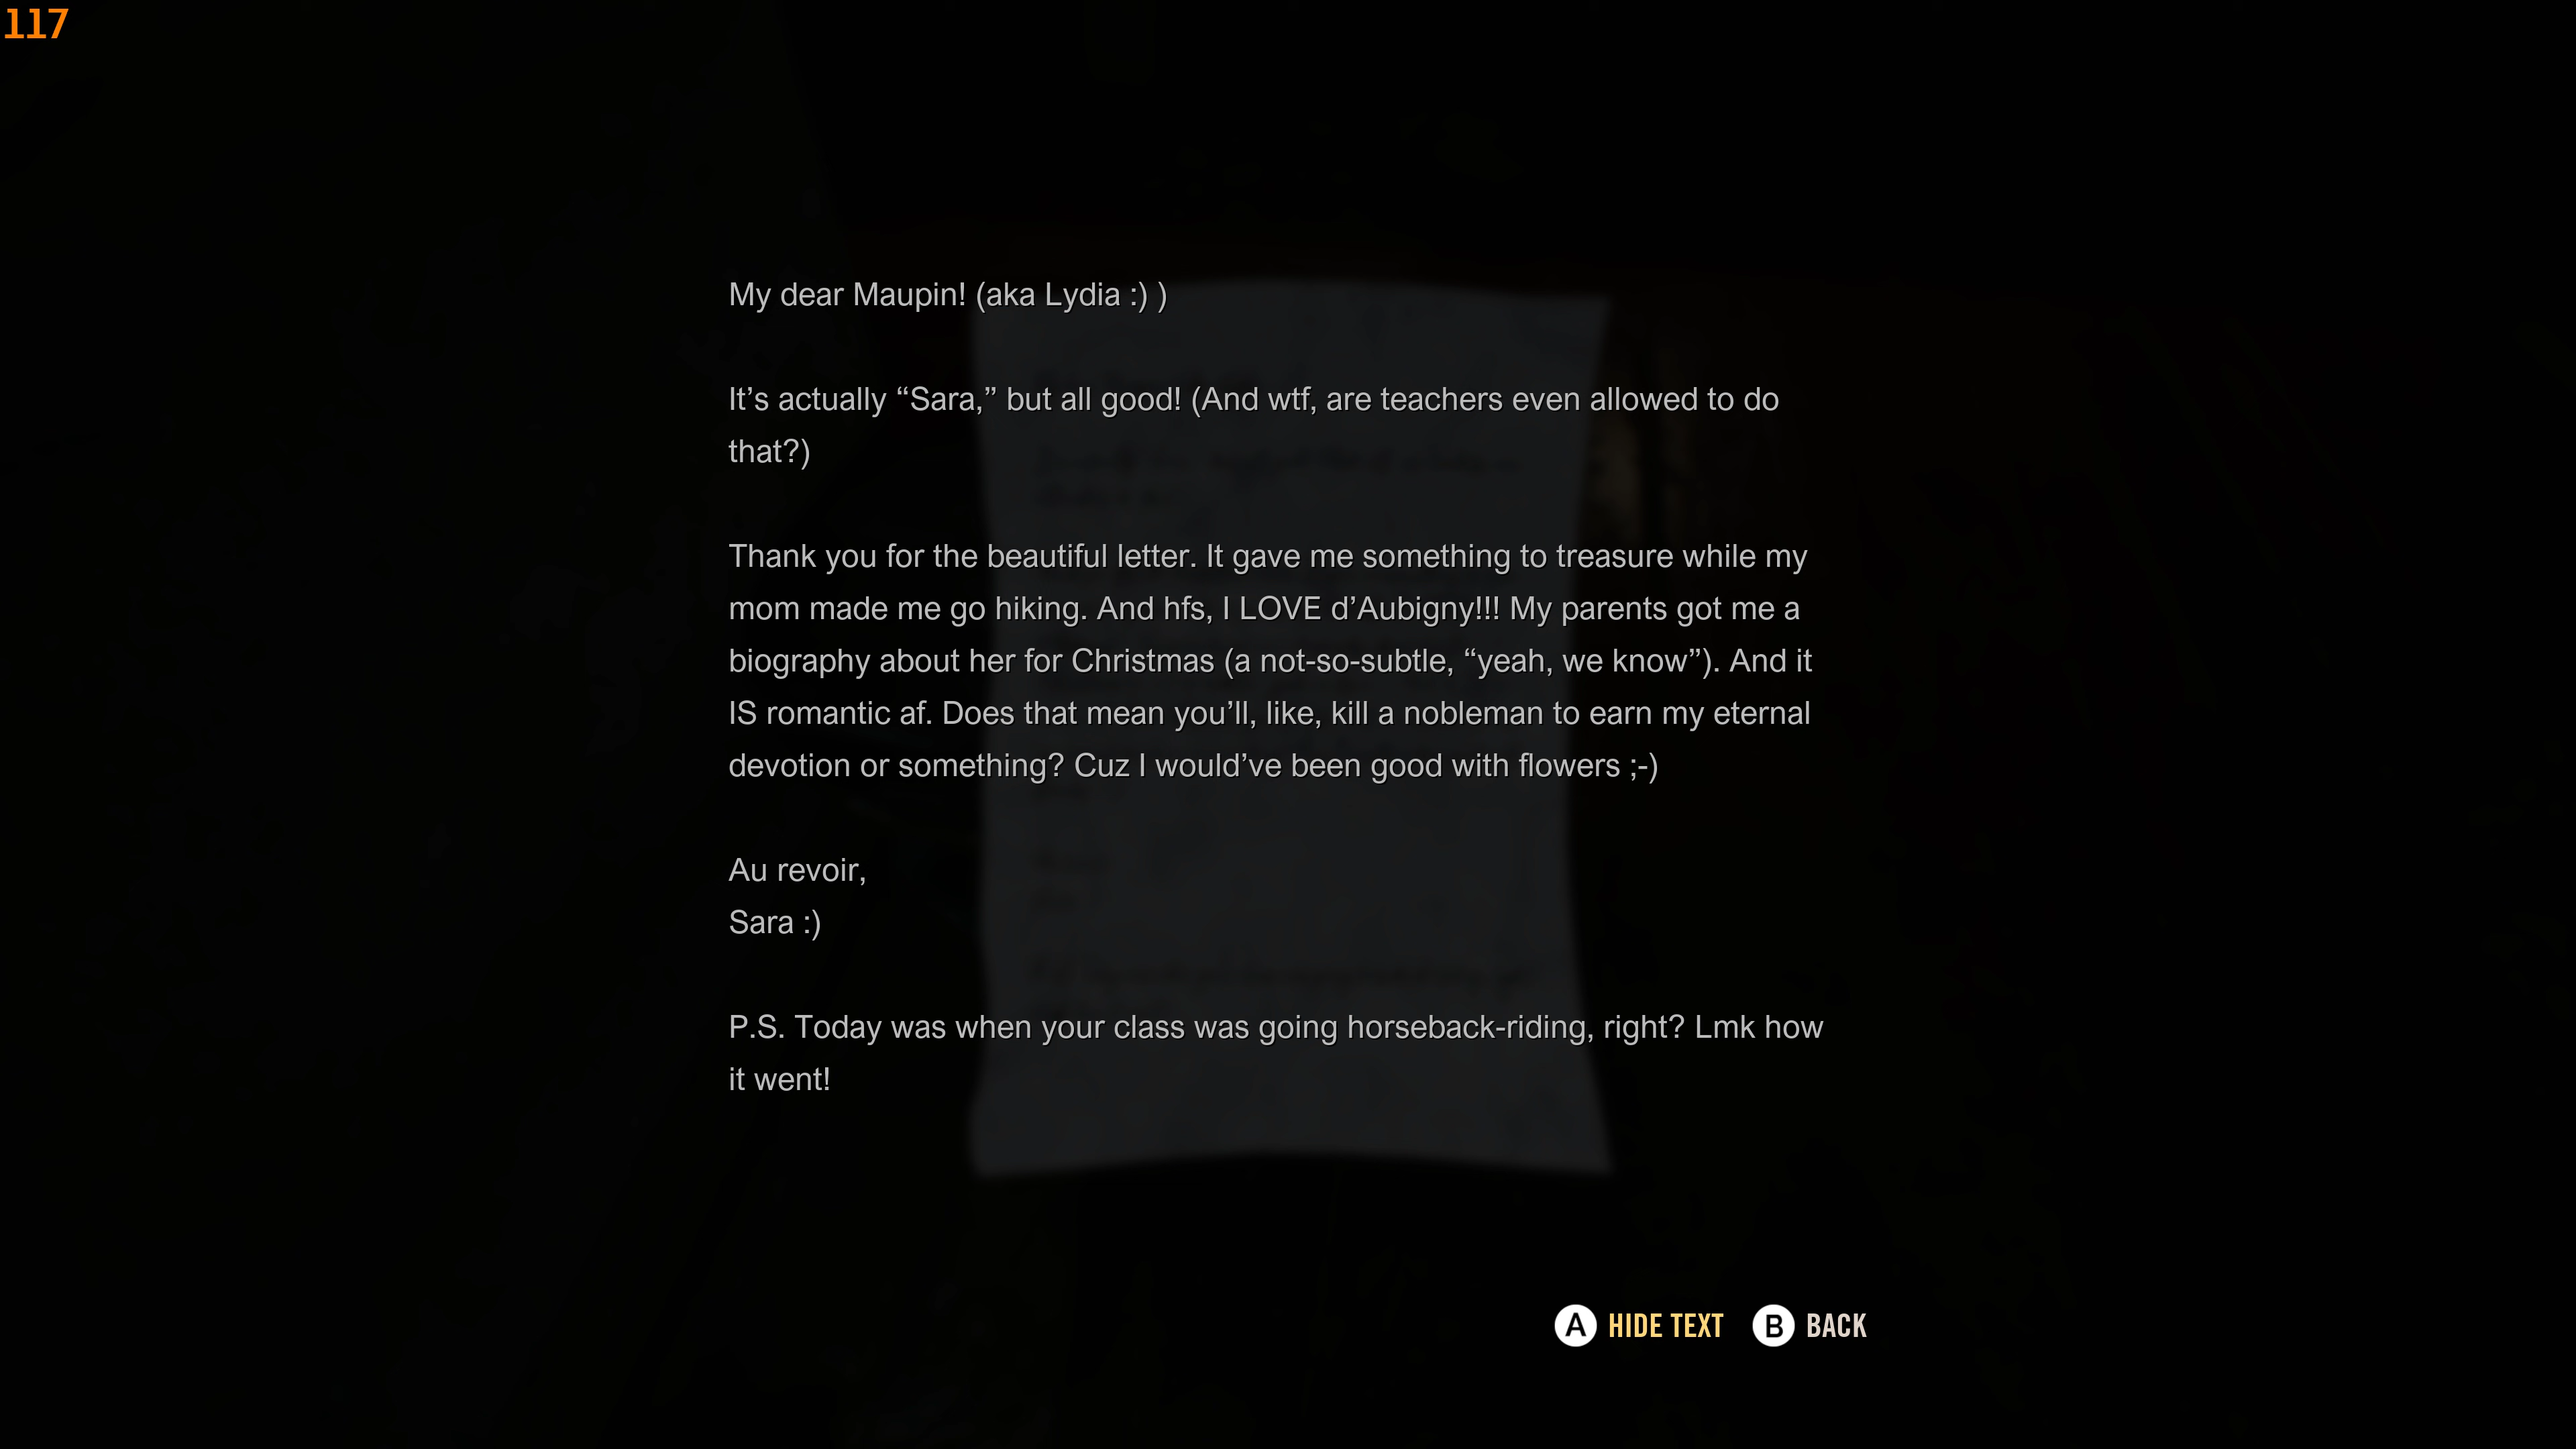 117
My dear Maupin! (aka Lydia :) )
It’s actually “Sara,” but all good! (And wtf, are teachers even allowed to do
that?)
Thank you for the beautiful letter. It gave me something to treasure while my
mom made me go hiking. And hfs, I LOVE d’Aubigny!!! My parents got me a
biography about her for Christmas (a not-so-subtle, “yeah, we know”). And it
IS romantic af. Does that mean you’ll, like, kill a nobleman to earn my eternal
devotion or something? Cuz I would’ve been good with flowers ;-)
Au revoir,
Sara :)
P.S. Today was when your class was going horseback-riding, right? Lmk how
it went!
A HIDE TEXT B BACK